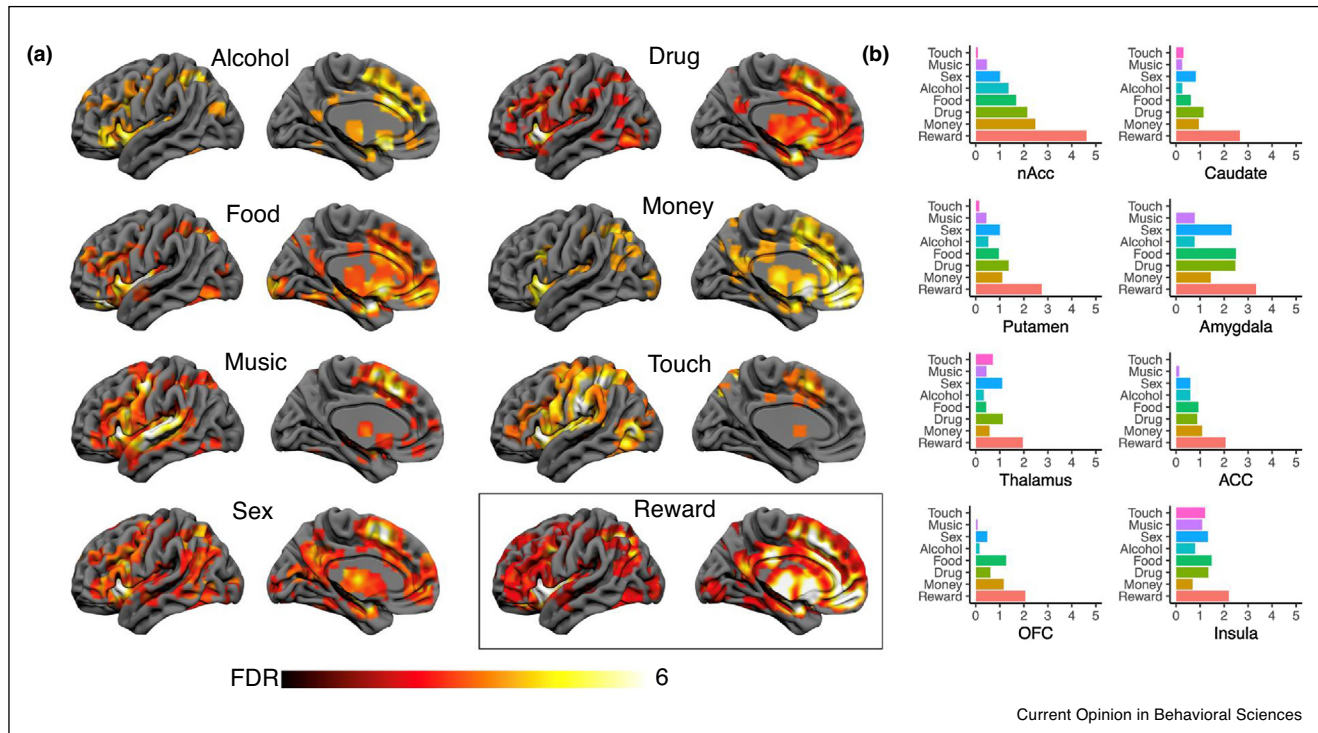 (a)
Alcohol
Drug
Food
Money
Music
Touch
Sex
Reward
FDR 6
(b)
Touch
Music
Sex
Alcohol
Food
Drug
Money
Reward
0 1 2 3 4 5
nAcc
Touch
Music
Sex
Alcohol
Food
Drug
Money
Reward
0 1 2 3 4 5
Caudate
Touch
Music
Sex
Alcohol
Food
Drug
Money
Reward
0 1 2 3 4 5
Putamen
Touch
Music
Sex
Alcohol
Food
Drug
Money
Reward
0 1 2 3 4 5
Amygdala
Touch
Music
Sex
Alcohol
Food
Drug
Money
Reward
0 1 2 3 4 5
Thalamus
Touch
Music
Sex
Alcohol
Food
Drug
Money
Reward
0 1 2 3 4 5
ACC
Touch
Music
Sex
Alcohol
Food
Drug
Money
Reward
0 1 2 3 4 5
OFC
Touch
Music
Sex
Alcohol
Food
Drug
Money
Reward
0 1 2 3 4 5
Insula
Current Opinion in Behavioral Sciences